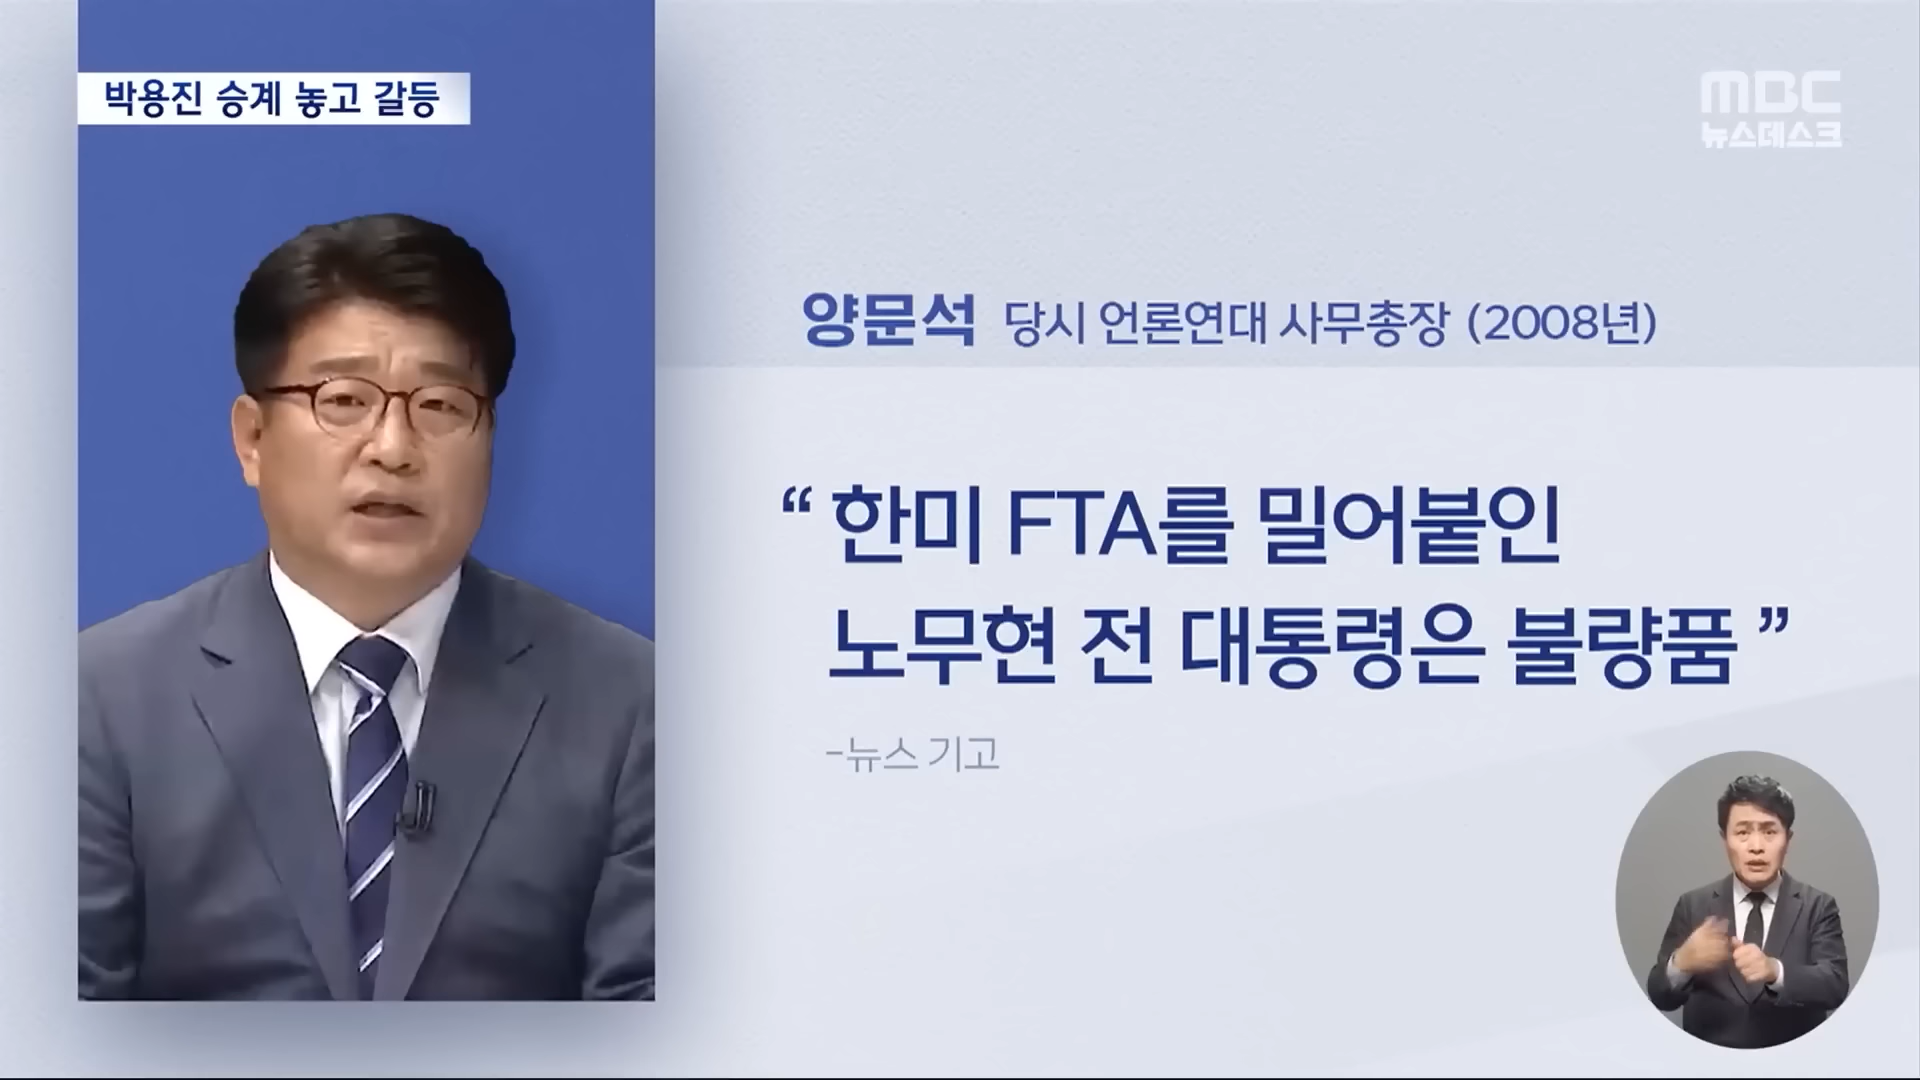 박용진 승계 놓고 갈등
MBC
뉴스데스크
양문석 당시 언론연대 사무총장 (2008년)
“ 한미 FTA를 밀어붙인
노무현 전 대통령은 불량품 ”
-뉴스 기고